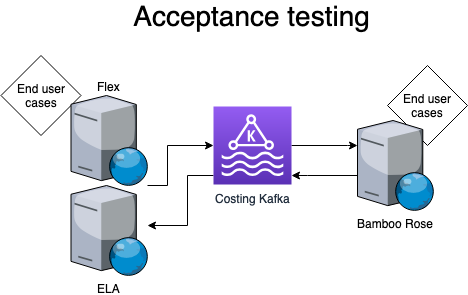 Acceptance testing
End user
cases
Flex
End user
cases
K
Costing Kafka
Bamboo Rose
ELA